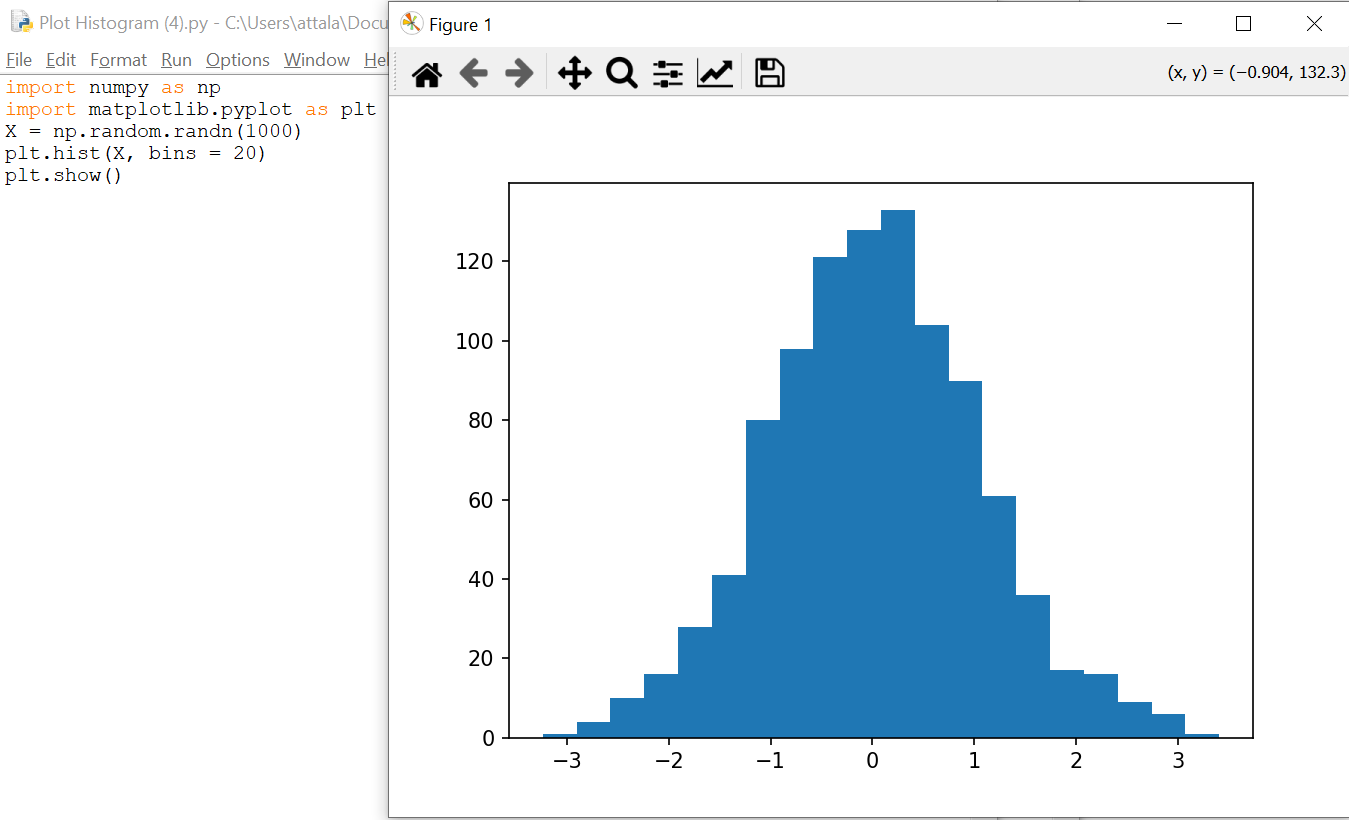 Plot Histogram (4).py - C:\Users\attala\Docu
File Edit Format Run Options Window Hel
import numpy as np
import matplotlib.pyplot as plt
X = np.random.randn(1000)
plt.hist(X, bins = 20)
plt.show()
Figure 1
(x, y) = (−0.904, 132.3)
120
100
80
60
40
20
0
−3 −2 −1 0 1 2 3